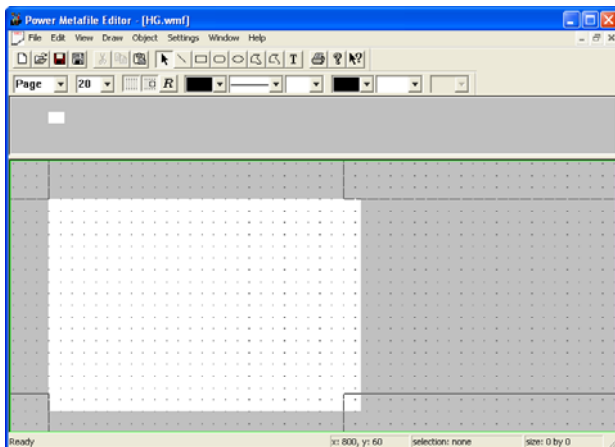 Power Metafile Editor - [HG.wmf]
File Edit View Draw Object Settings Window Help
T ? ?
Page 20 R
Ready x: 800, y: 60 selection: none size: 0 by 0